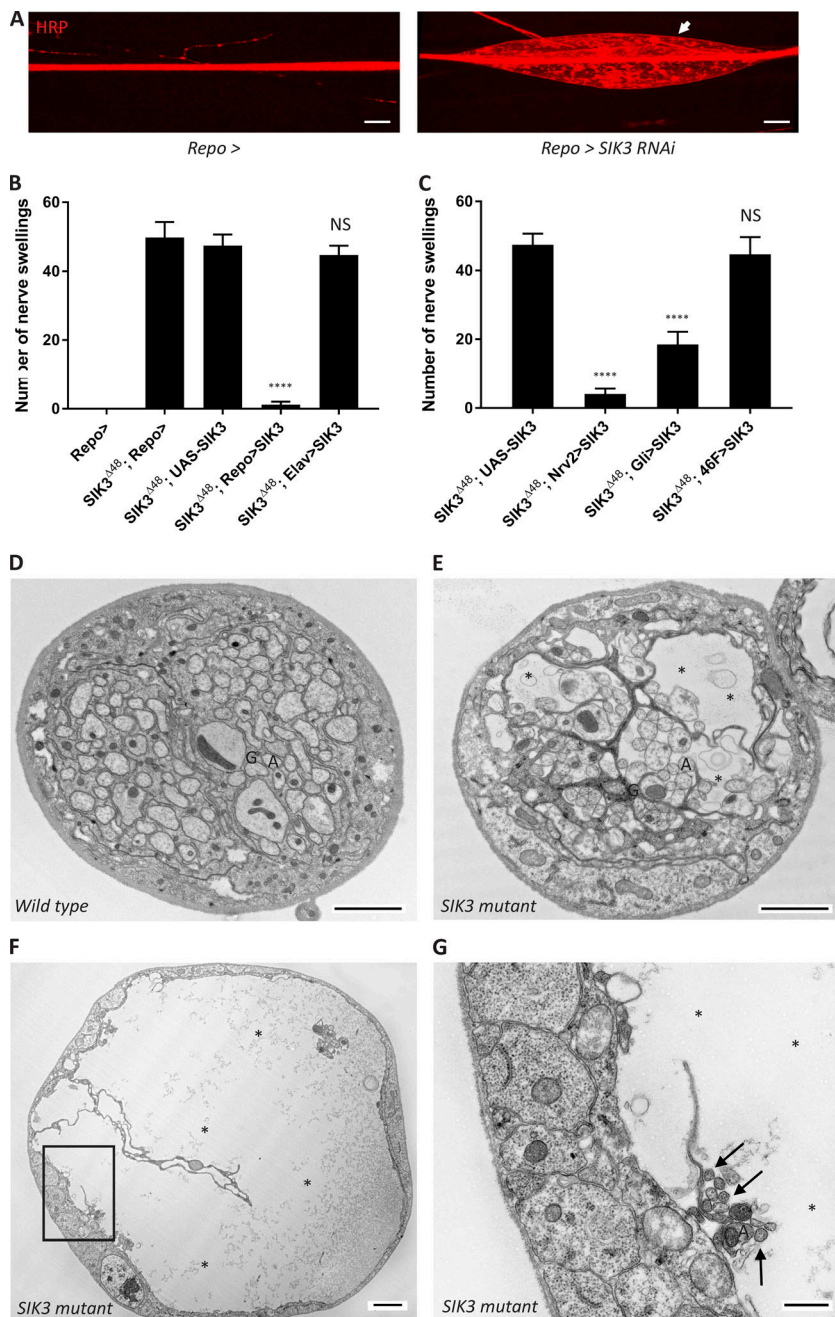 A
HRP
Repo >
Repo > SIK3 RNAi
B
Number of nerve swellings
60
40
20
0
NS
****
Repo>
SIK3Δ48; Repo>
SIK3Δ48; UAS-SIK3
SIK3Δ48; Repo>SIK3
SIK3Δ48; Elav>SIK3
C
Number of nerve swellings
60
40
20
0
NS
****
****
SIK3Δ48; UAS-SIK3
SIK3Δ48; Nrv2>SIK3
SIK3Δ48; Gli>SIK3
SIK3Δ48; 46F>SIK3
D
G A
Wild type
E
*
*
*
A
*
G
SIK3 mutant
F
*
*
*
*
SIK3 mutant
G
*
*
*
A
SIK3 mutant